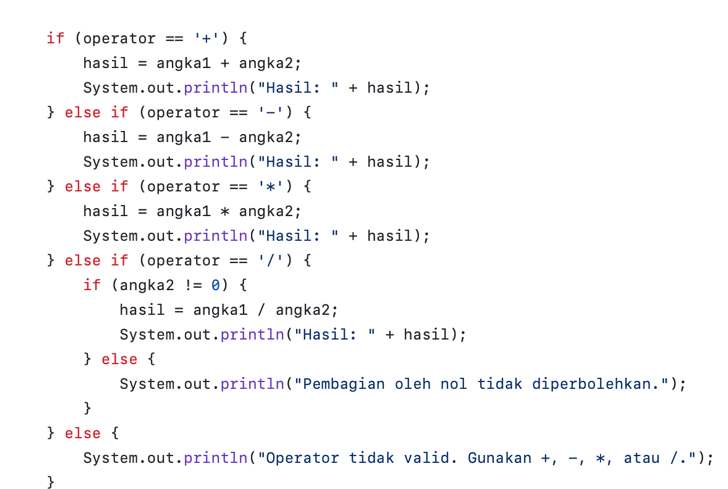 if (operator == '+') {
    hasil = angka1 + angka2;
    System.out.println("Hasil: " + hasil);
} else if (operator == '-') {
    hasil = angka1 - angka2;
    System.out.println("Hasil: " + hasil);
} else if (operator == '*') {
    hasil = angka1 * angka2;
    System.out.println("Hasil: " + hasil);
} else if (operator == '/') {
    if (angka2 != 0) {
        hasil = angka1 / angka2;
        System.out.println("Hasil: " + hasil);
    } else {
        System.out.println("Pembagian oleh nol tidak diperbolehkan.");
    }
} else {
    System.out.println("Operator tidak valid. Gunakan +, -, *, atau /.");
}